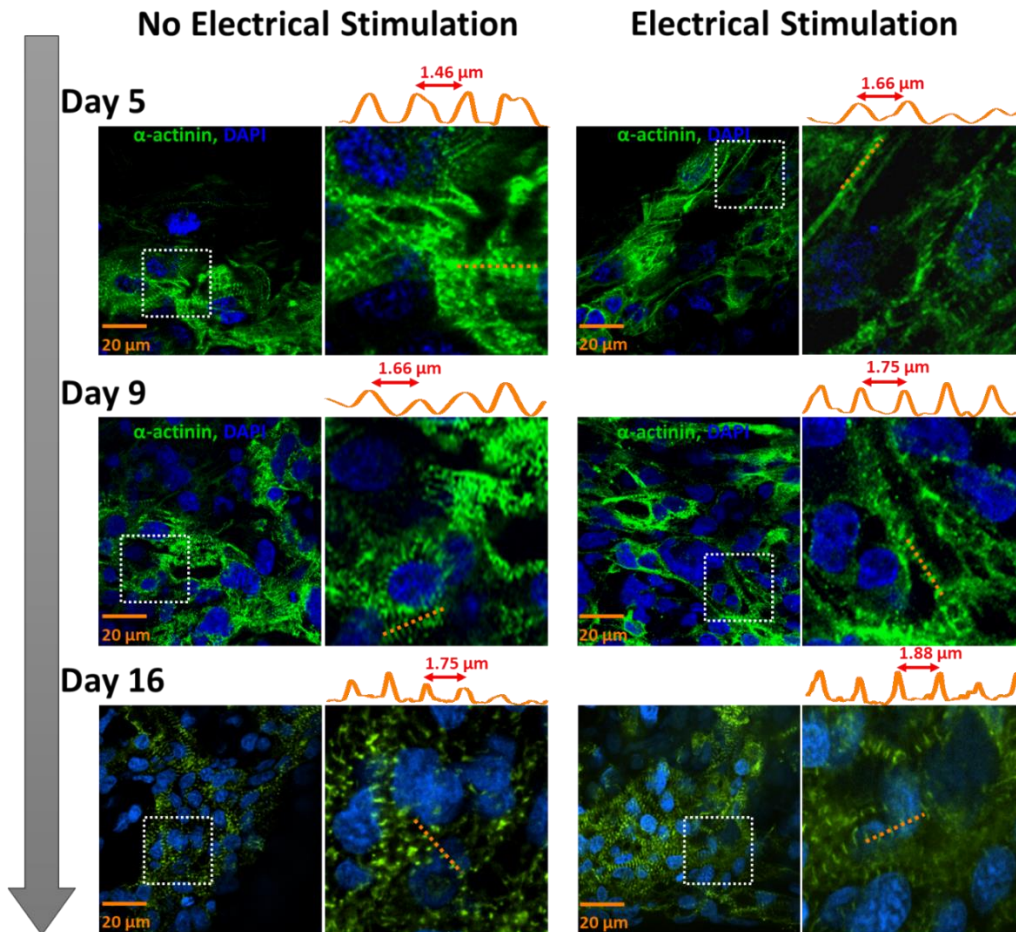 No Electrical Stimulation
Electrical Stimulation
Day 5
1.46 µm
1.66 µm
α-actinin, DAPI
α-actinin, DAPI
20 µm
20 µm
Day 9
1.66 µm
1.75 µm
α-actinin, DAPI
α-actinin, DAPI
20 µm
20 µm
Day 16
1.75 µm
1.88 µm
20 µm
20 µm